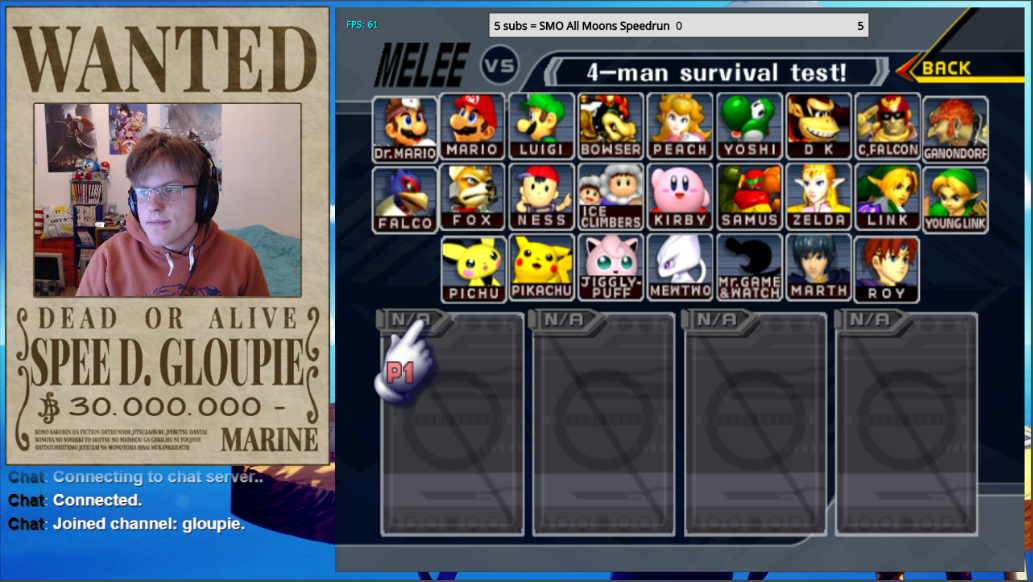 WANTED
DEAD OR ALIVE
SPEE D. GLOUPIE
฿ 30.000.000 -
MARINE
Chat: Connecting to chat server..
Chat: Connected.
Chat: Joined channel: gloupie.
FPS: 61
5 subs = SMO All Moons Speedrun 0 5
MELEE VS 4-man survival test! BACK
Dr.MARIO MARIO LUIGI BOWSER PEACH YOSHI D K C.FALCON GANONDORF
FALCO FOX NESS ICE CLIMBERS KIRBY SAMUS ZELDA LINK YOUNG LINK
PICHU PIKACHU JIGGLY-PUFF MEWTWO Mr.GAME &WATCH MARTH ROY
N/A N/A N/A N/A
P1